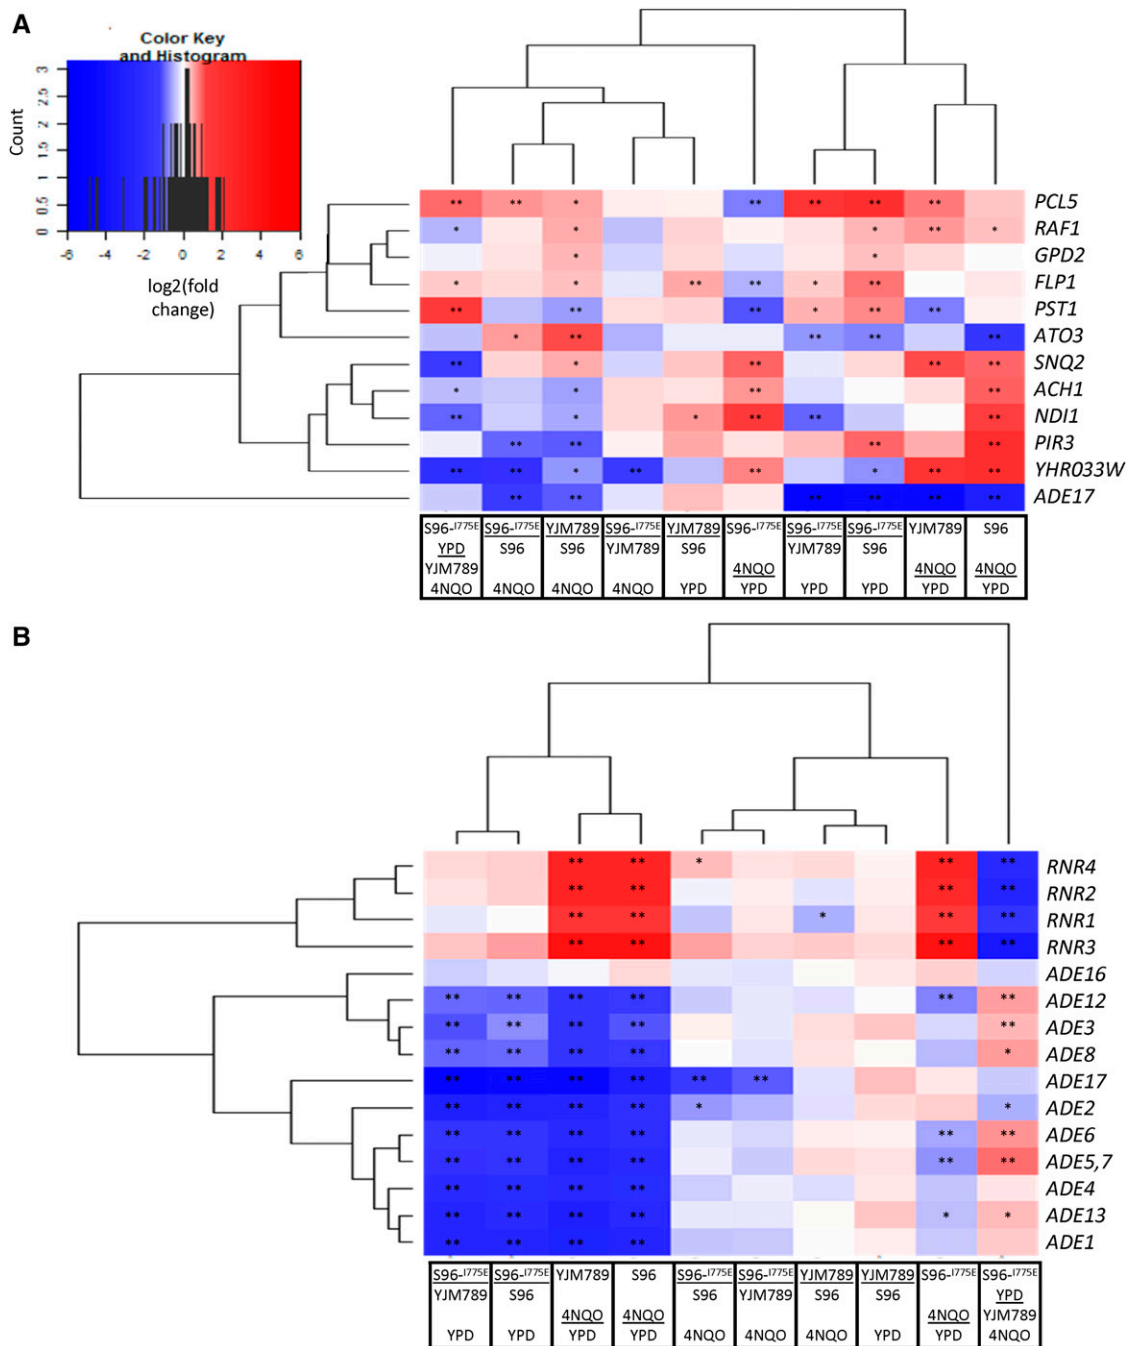 A
Color Key
and Histogram
Count
3
2.5
2
1.5
1
0.5
0
-6 -4 -2 0 2 4 6
log2(fold
change)
** ** * ** ** ** ** PCL5
* * * ** * RAF1
* * GPD2
* * ** ** * ** FLP1
** ** ** * ** ** PST1
* ** ** ** ** ATO3
** * ** ** ** SNQ2
* * ** ** ACH1
** * * ** ** ** NDI1
** ** ** ** PIR3
** ** * ** ** * ** ** YHR033W
** ** ** ** ** ** ADE17
S96-I775E S96-I775E YJM789 S96-I775E YJM789 S96-I775E S96-I775E S96-I775E YJM789 S96
YPD S96 S96 YJM789 S96 YJM789 S96
YJM789 4NQO 4NQO 4NQO
4NQO 4NQO 4NQO 4NQO YPD YPD YPD YPD YPD YPD
B
** ** * ** ** RNR4
** ** ** ** RNR2
** ** * ** ** RNR1
** ** ** ** RNR3
ADE16
** ** ** ** ** ** ADE12
** ** ** ** ** ADE3
** ** ** ** * ADE8
** ** ** ** ** ** ADE17
** ** ** ** * * ADE2
** ** ** ** ** ** ADE6
** ** ** ** ** ** ADE5,7
** ** ** ** ADE4
** ** ** ** * * ADE13
** ** ** ** ADE1
S96-I775E S96-I775E YJM789 S96 S96-I775E S96-I775E YJM789 YJM789 S96-I775E S96-I775E
YJM789 S96 S96 YJM789 S96 S96 YPD
4NQO 4NQO 4NQO YJM789
YPD YPD YPD YPD 4NQO 4NQO 4NQO YPD YPD 4NQO